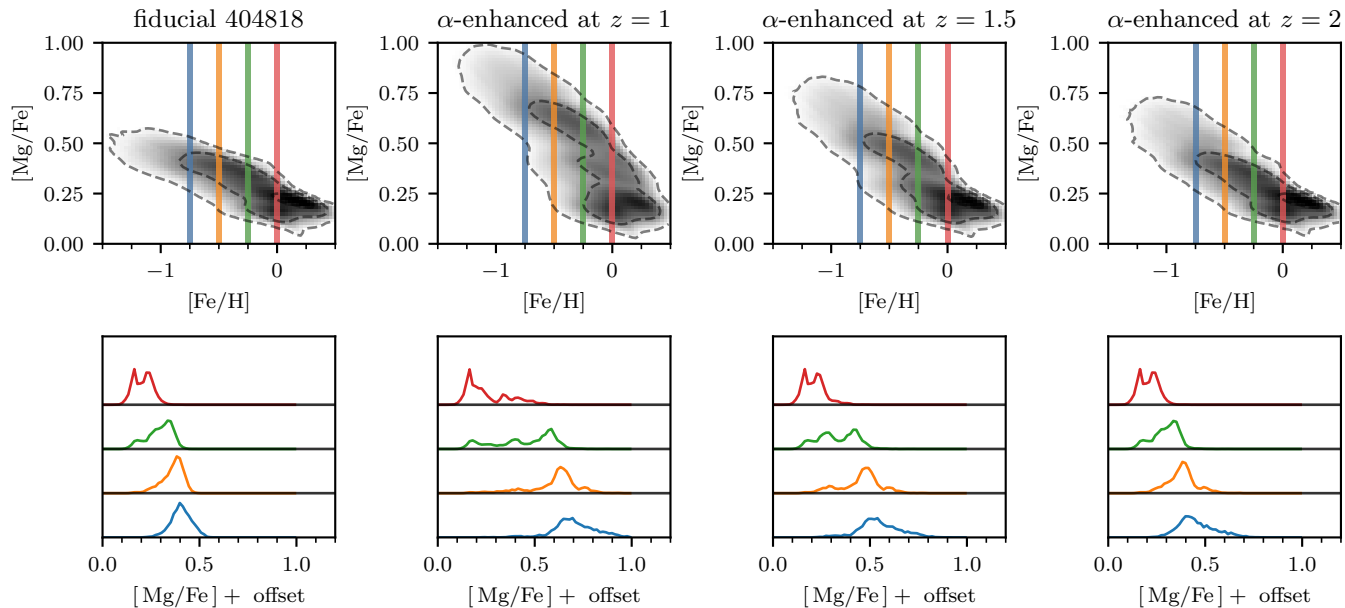 fiducial 404818
α-enhanced at z = 1
α-enhanced at z = 1.5
α-enhanced at z = 2
[Mg/Fe]
1.00
0.75
0.50
0.25
0.00
−1
0
[Fe/H]
[Mg/Fe]
1.00
0.75
0.50
0.25
0.00
−1
0
[Fe/H]
[Mg/Fe]
1.00
0.75
0.50
0.25
0.00
−1
0
[Fe/H]
[Mg/Fe]
1.00
0.75
0.50
0.25
0.00
−1
0
[Fe/H]
0.0 0.5 1.0
[Mg/Fe] + offset
0.0 0.5 1.0
[Mg/Fe] + offset
0.0 0.5 1.0
[Mg/Fe] + offset
0.0 0.5 1.0
[Mg/Fe] + offset